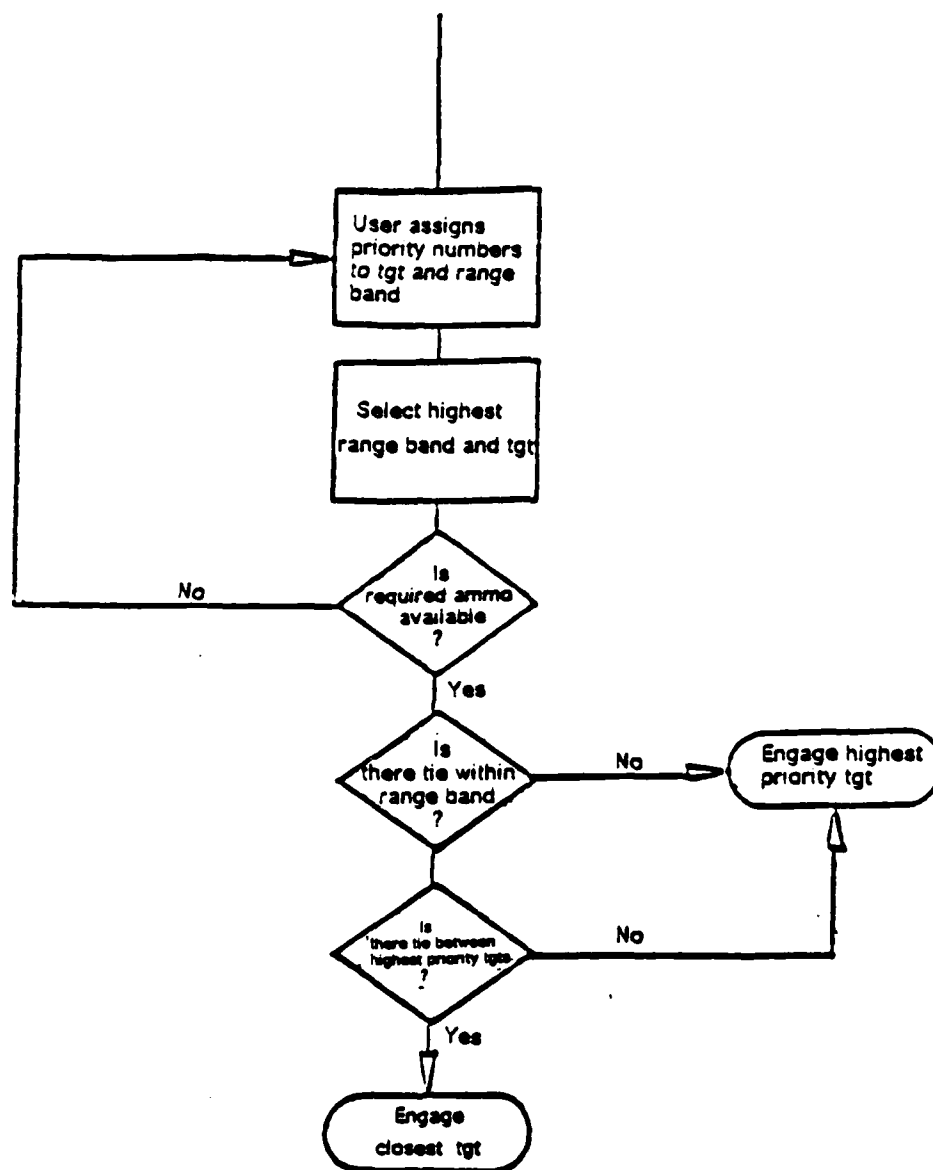 User assigns
priority numbers
to tgt and range
band
Select highest
range band and tgt
Is
required ammo
available
?
No
Yes
Is
there tie within
range band
?
No
Engage highest
priority tgt
Is
there tie between
highest priority tgts
?
No
Yes
Engage
closest tgt